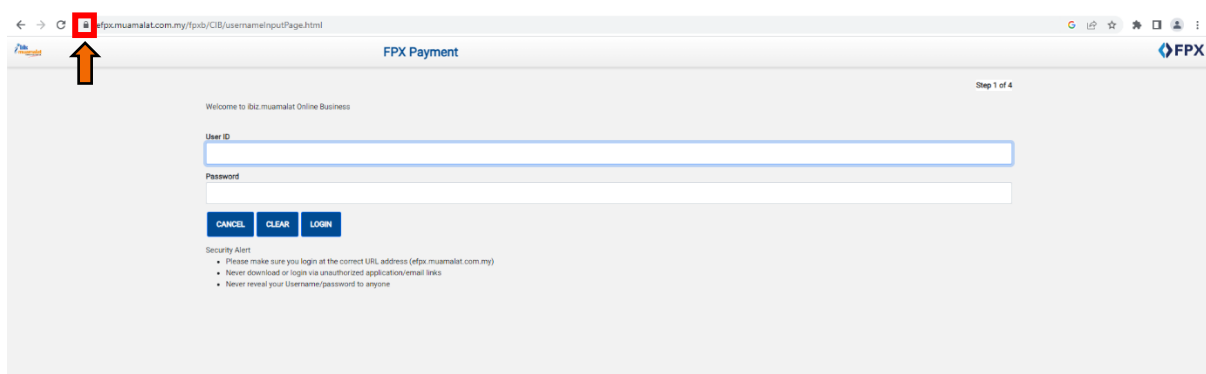 efpx.muamalat.com.my/fpxb/CIB/usernameInputPage.html
FPX Payment
FPX
Step 1 of 4
Welcome to ibiz.muamalat Online Business
User ID
Password
CANCEL CLEAR LOGIN
Security Alert
Please make sure you login at the correct URL address (efpx.muamalat.com.my)
Never download or login via unauthorized application/email links
Never reveal your Username/password to anyone